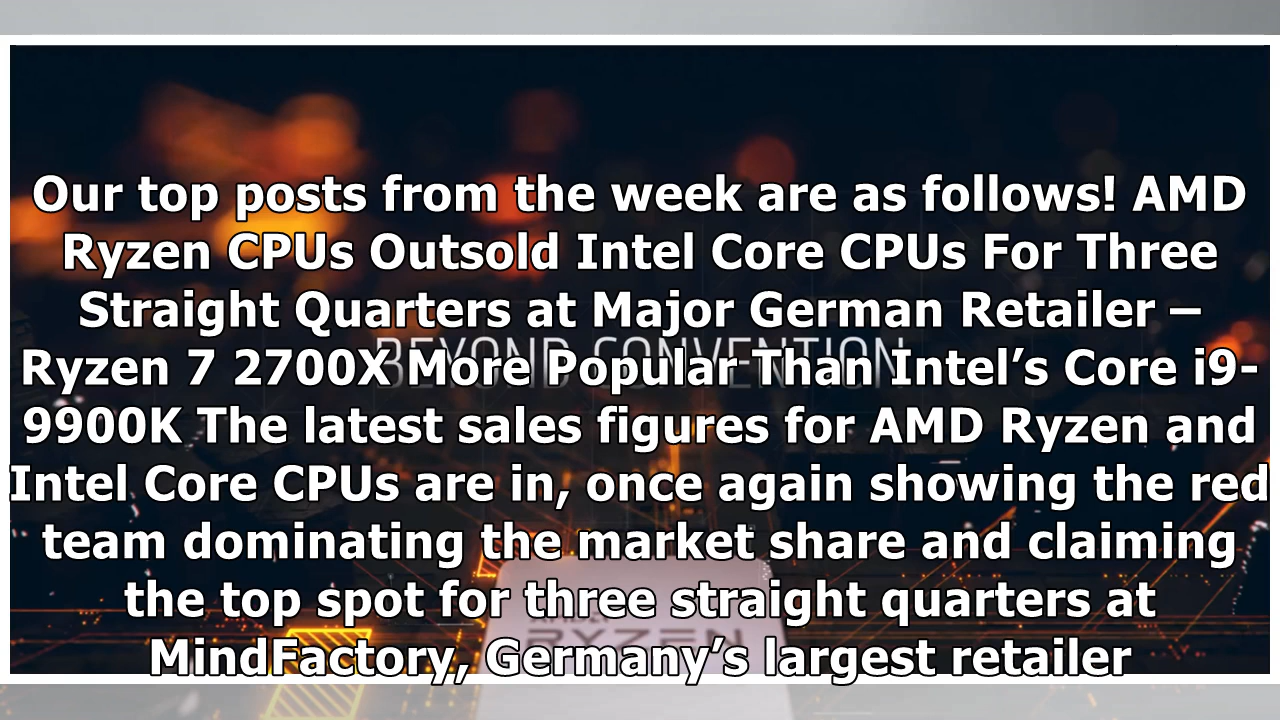 Our top posts from the week are as follows! AMD
Ryzen CPUs Outsold Intel Core CPUs For Three
Straight Quarters at Major German Retailer –
BEYOND CONVENTION
Ryzen 7 2700X More Popular Than Intel’s Core i9-
9900K The latest sales figures for AMD Ryzen and
Intel Core CPUs are in, once again showing the red
team dominating the market share and claiming
the top spot for three straight quarters at
RYZEN
MindFactory, Germany’s largest retailer